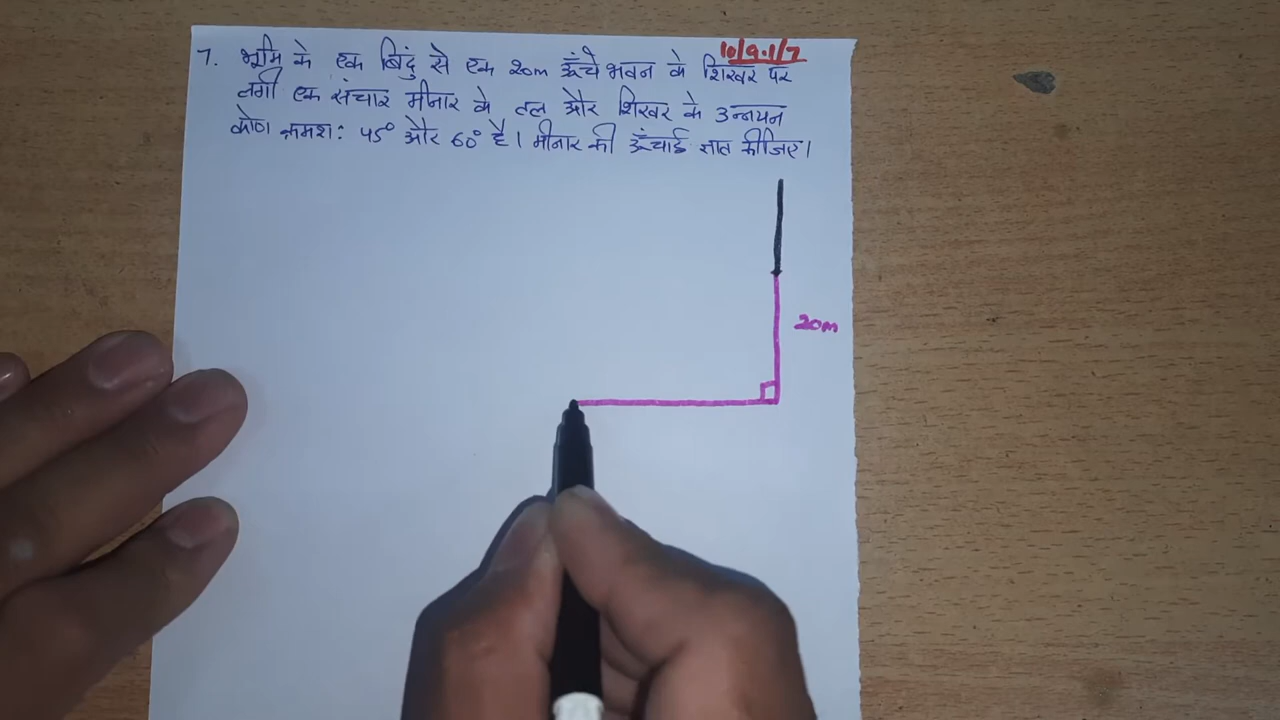 10/9.1/7
7. भूमि के एक बिंदु से एक 20m ऊँचे भवन के शिखर पर
लगी एक संचार मीनार के तल और शिखर के उन्नयन
कोण क्रमश: 45° और 60° है। मीनार की ऊँचाई ज्ञात कीजिए।
20m